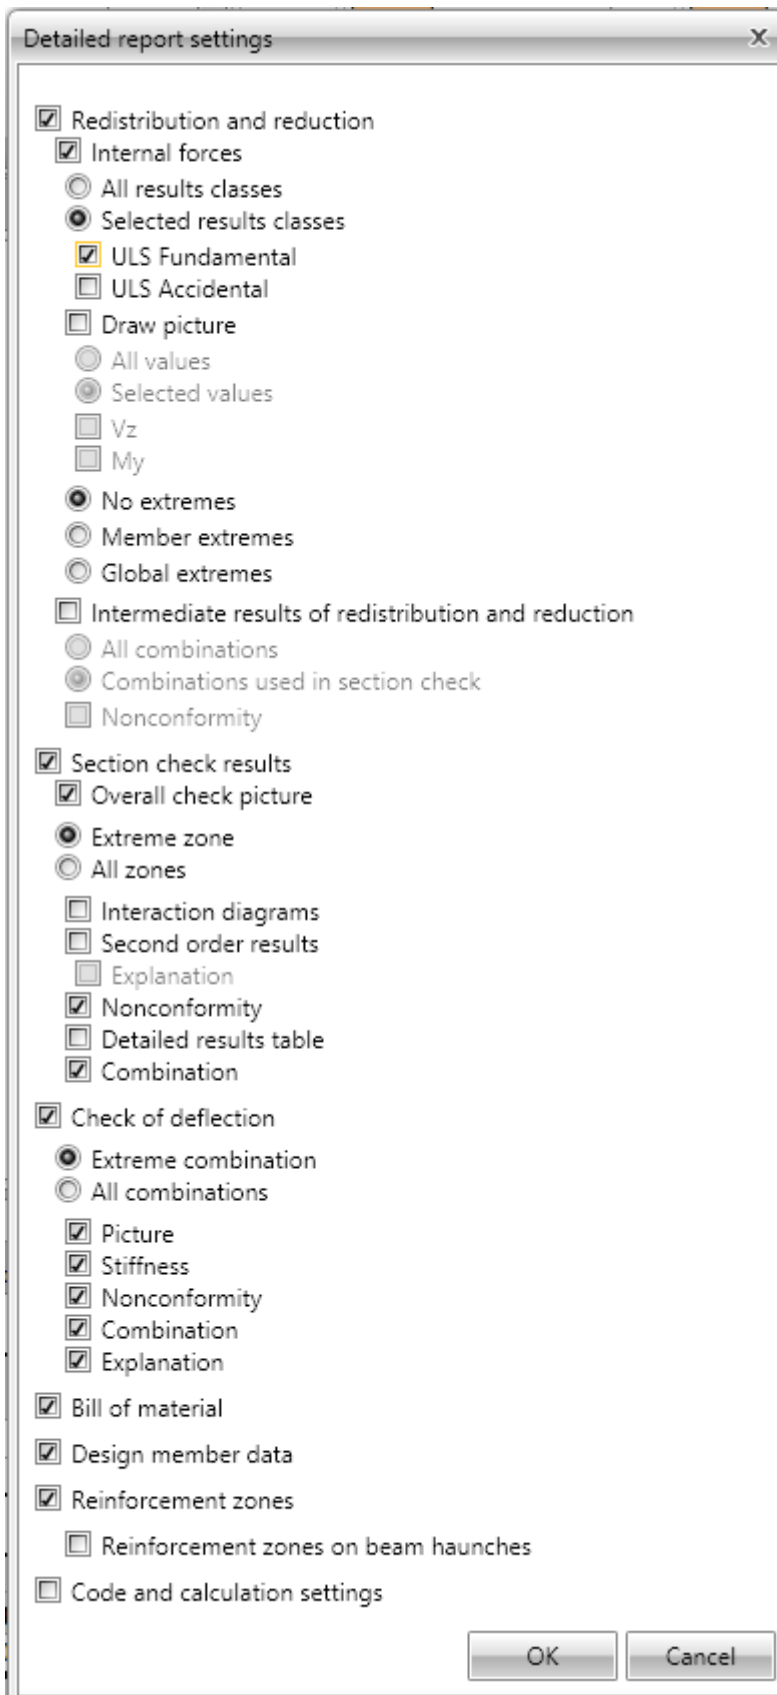 Detailed report settings
Redistribution and reduction
Internal forces
All results classes
Selected results classes
ULS Fundamental
ULS Accidental
Draw picture
All values
Selected values
Vz
My
No extremes
Member extremes
Global extremes
Intermediate results of redistribution and reduction
All combinations
Combinations used in section check
Nonconformity
Section check results
Overall check picture
Extreme zone
All zones
Interaction diagrams
Second order results
Explanation
Nonconformity
Detailed results table
Combination
Check of deflection
Extreme combination
All combinations
Picture
Stiffness
Nonconformity
Combination
Explanation
Bill of material
Design member data
Reinforcement zones
Reinforcement zones on beam haunches
Code and calculation settings
OK Cancel